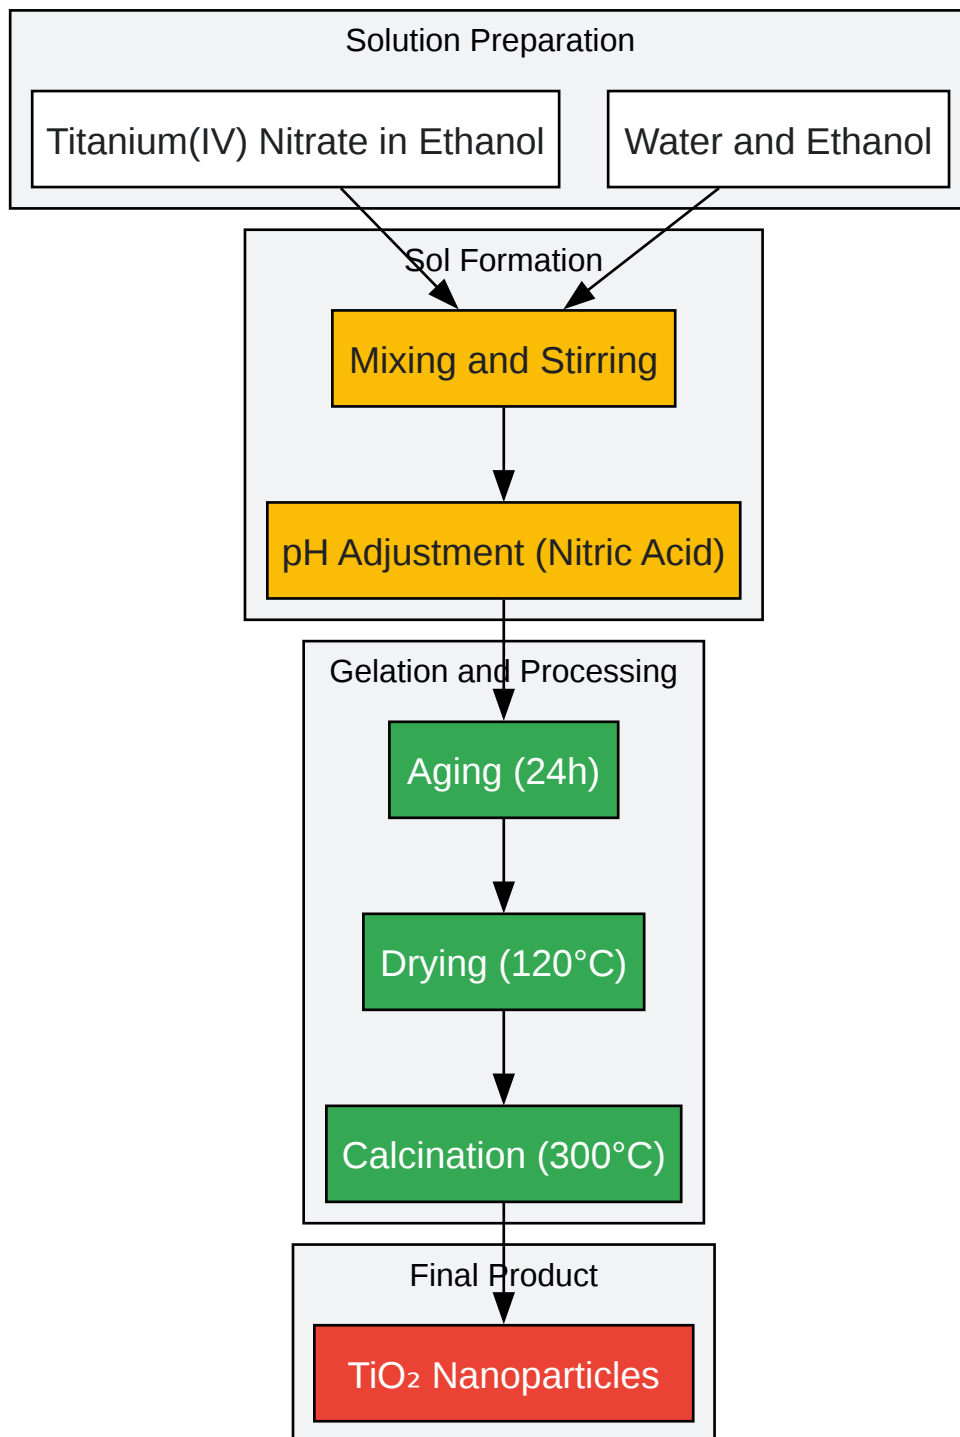 Solution Preparation
Titanium(IV) Nitrate in Ethanol
Water and Ethanol
Sol Formation
Mixing and Stirring
pH Adjustment (Nitric Acid)
Gelation and Processing
Aging (24h)
Drying (120°C)
Calcination (300°C)
Final Product
TiO₂ Nanoparticles